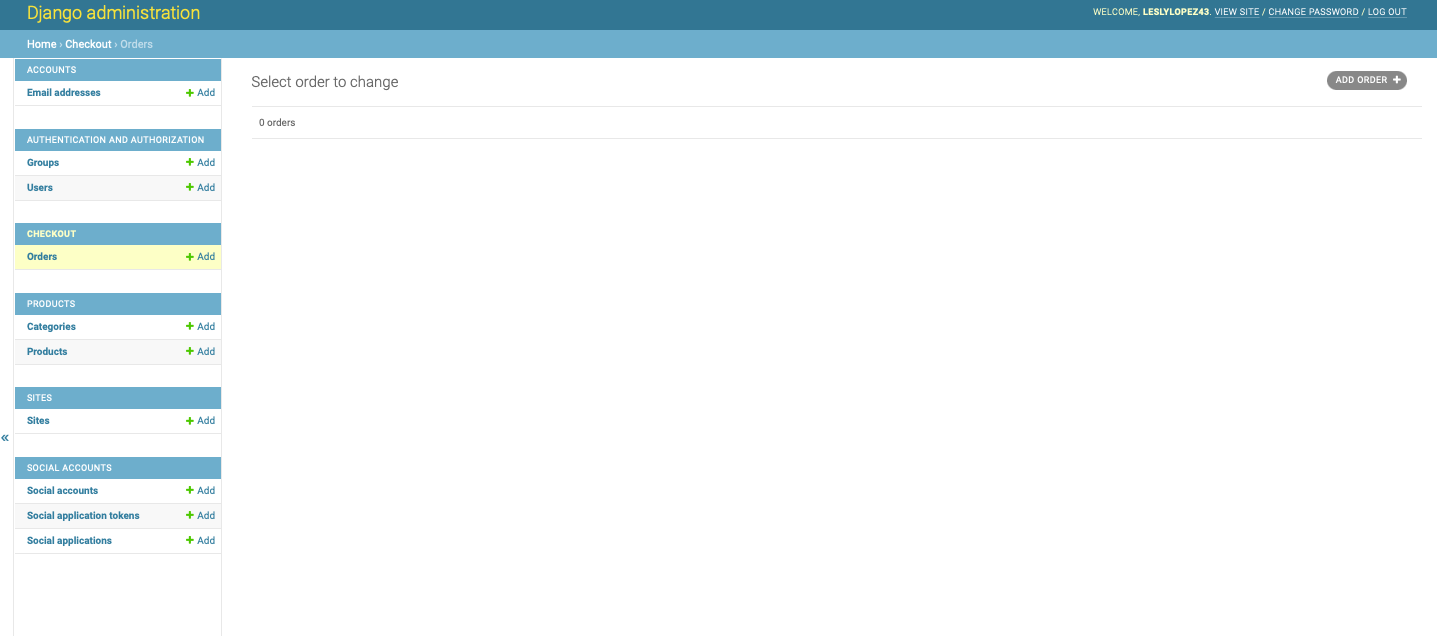 Django administration
WELCOME, LESLYLOPEZ43. VIEW SITE / CHANGE PASSWORD / LOG OUT
Home › Checkout › Orders
ACCOUNTS
Email addresses + Add
AUTHENTICATION AND AUTHORIZATION
Groups + Add
Users + Add
CHECKOUT
Orders + Add
PRODUCTS
Categories + Add
Products + Add
SITES
Sites + Add
SOCIAL ACCOUNTS
Social accounts + Add
Social application tokens + Add
Social applications + Add
«
Select order to change
ADD ORDER +
0 orders